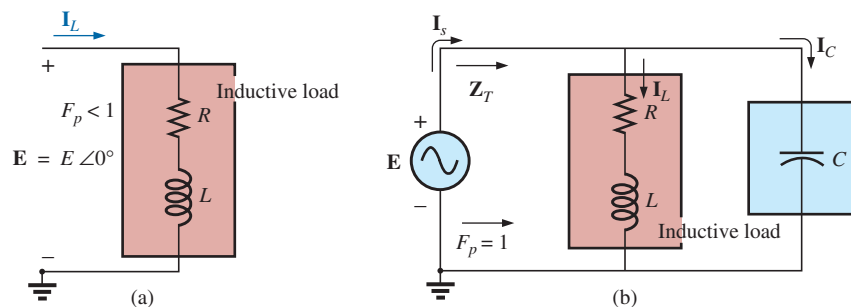 I_L
+
Inductive load
F_p < 1
R
E = E ∠0°
L
−
(a)
I_s
I_C
Z_T
I_L
R
+
E
C
−
L
F_p = 1
Inductive load
(b)